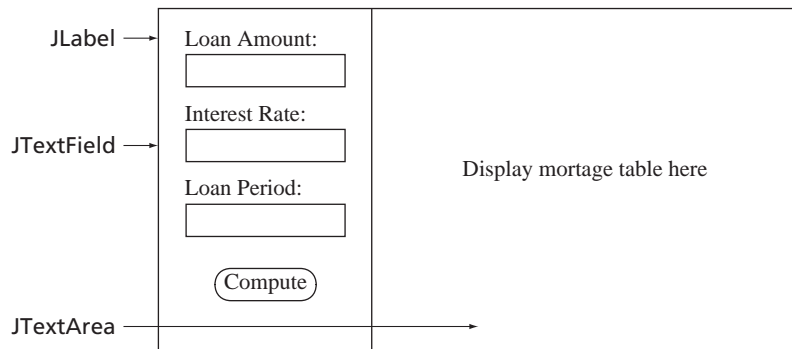 JLabel
Loan Amount:
Interest Rate:
JTextField
Loan Period:
Display mortage table here
Compute
JTextArea